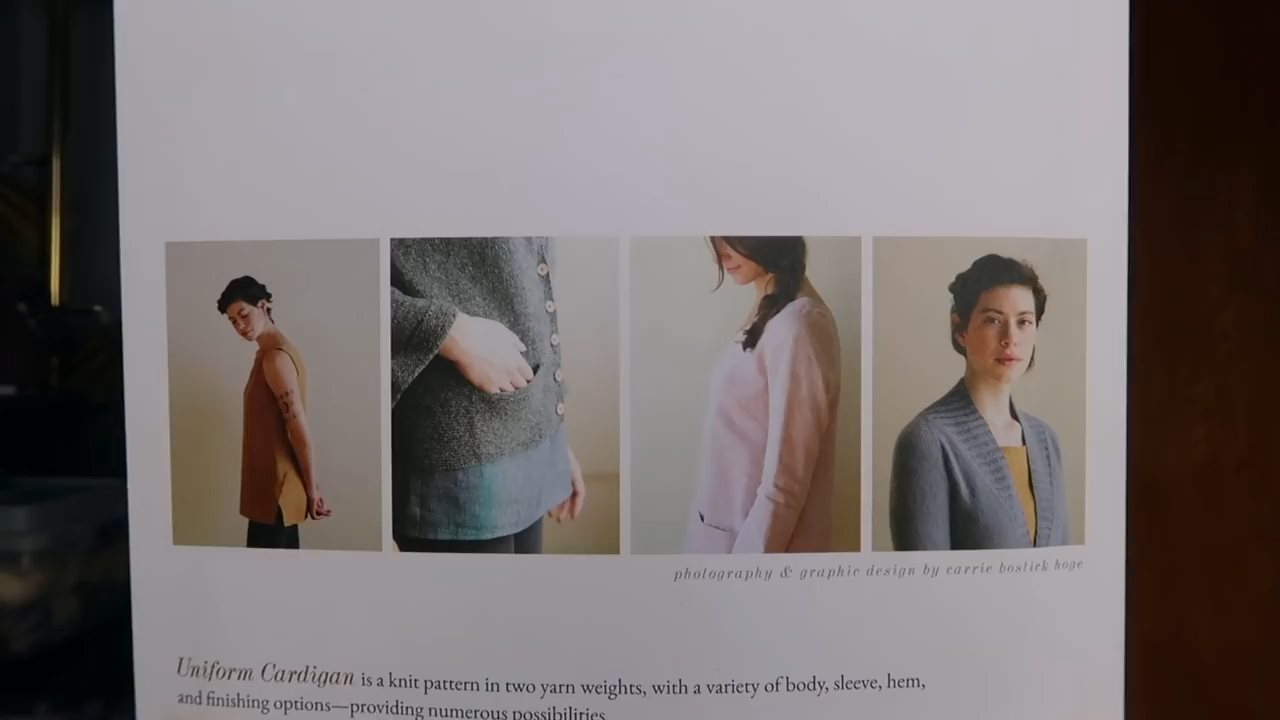 photography & graphic design by carrie bostick hoge
Uniform Cardigan is a knit pattern in two yarn weights, with a variety of body, sleeve, hem,
and finishing options—providing numerous possibilities